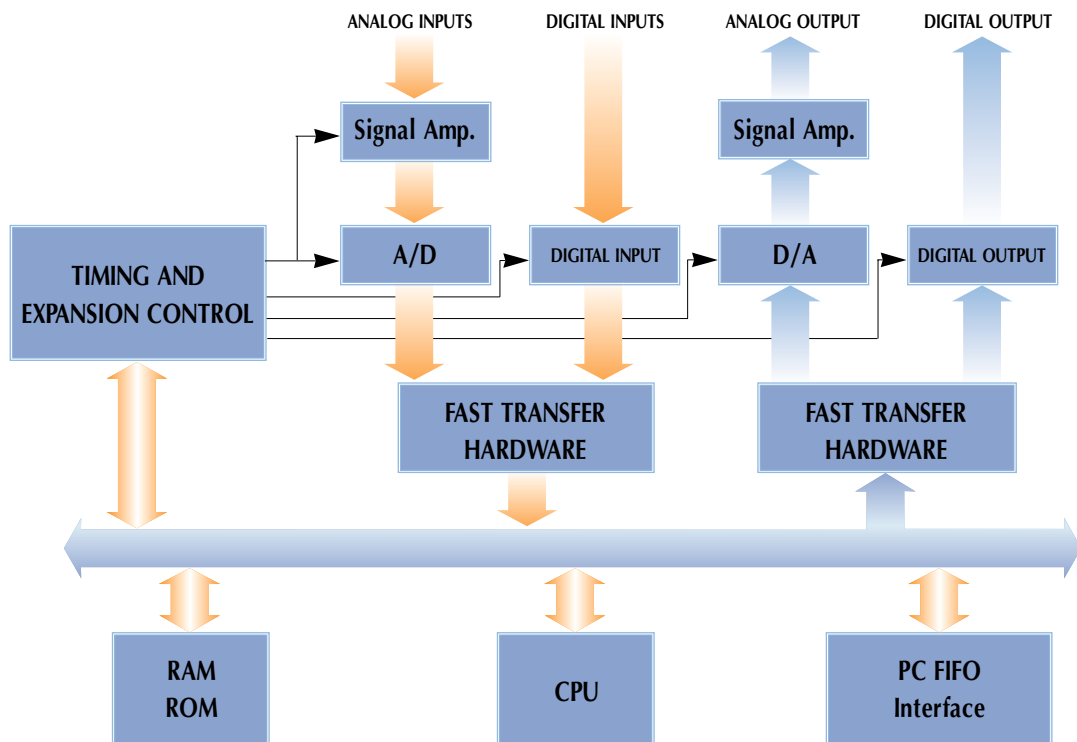 ANALOG INPUTS
DIGITAL INPUTS
ANALOG OUTPUT
DIGITAL OUTPUT
Signal Amp.
Signal Amp.
TIMING AND
EXPANSION CONTROL
A/D
DIGITAL INPUT
D/A
DIGITAL OUTPUT
FAST TRANSFER
HARDWARE
FAST TRANSFER
HARDWARE
RAM
ROM
CPU
PC FIFO
Interface